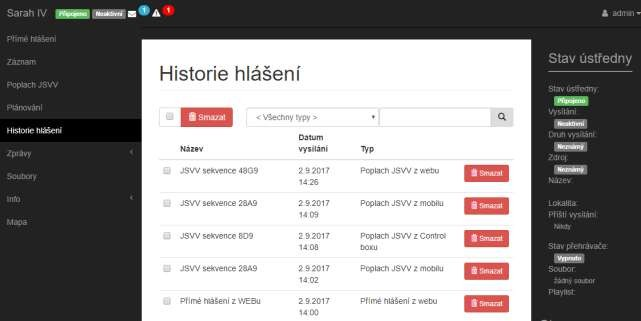 Sarah IV Připojeno Neaktivní 1 1 admin
Přímé hlášení
Záznam
Poplach JSVV
Plánování
Historie hlášení
Zprávy
Soubory
Info
Mapa
Historie hlášení
Smazat < Všechny typy >
Název Datum vysílání Typ
JSVV sekvence 48G9 2.9.2017 14:26 Poplach JSVV z webu Smazat
JSVV sekvence 28A9 2.9.2017 14:09 Poplach JSVV z mobilu Smazat
JSVV sekvence 8D9 2.9.2017 14:08 Poplach JSVV z Control boxu Smazat
JSVV sekvence 28A9 2.9.2017 14:02 Poplach JSVV z mobilu Smazat
Přímé hlášení z WEBu 2.9.2017 14:00 Přímé hlášení z webu Smazat
Stav ústředny
Stav ústředny:
Připojeno
Vysílání:
Neaktivní
Druh vysílání:
Neznámý
Zdroj:
Neznámý
Název:
Lokalita:
Příští vysílání:
Nikdy
Stav přehrávače:
Vypnuto
Soubor:
žádný soubor
Playlist: